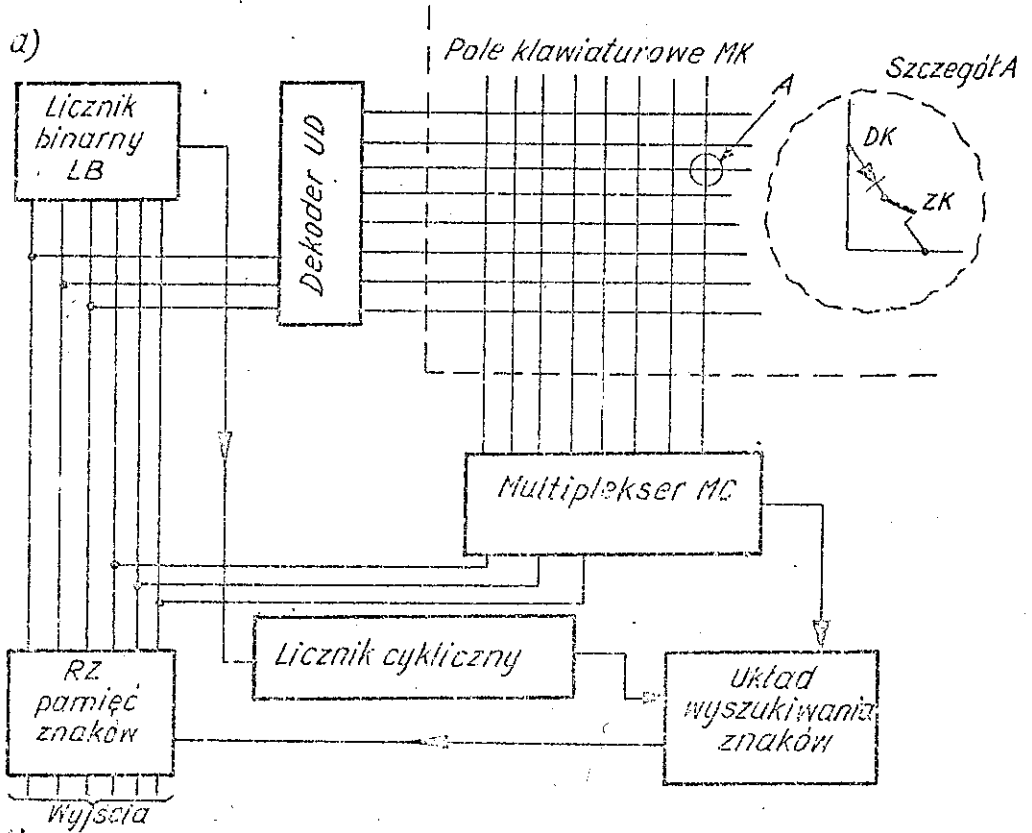 a)
Licznik
binarny
LB
Dekoder UD
Pole klawiaturowe MK
A
Szczegół A
DK
ZK
Multiplekser MC
Licznik cykliczny
RZ
pamięć
znaków
Układ
wyszukiwania
znaków
Wyjścia